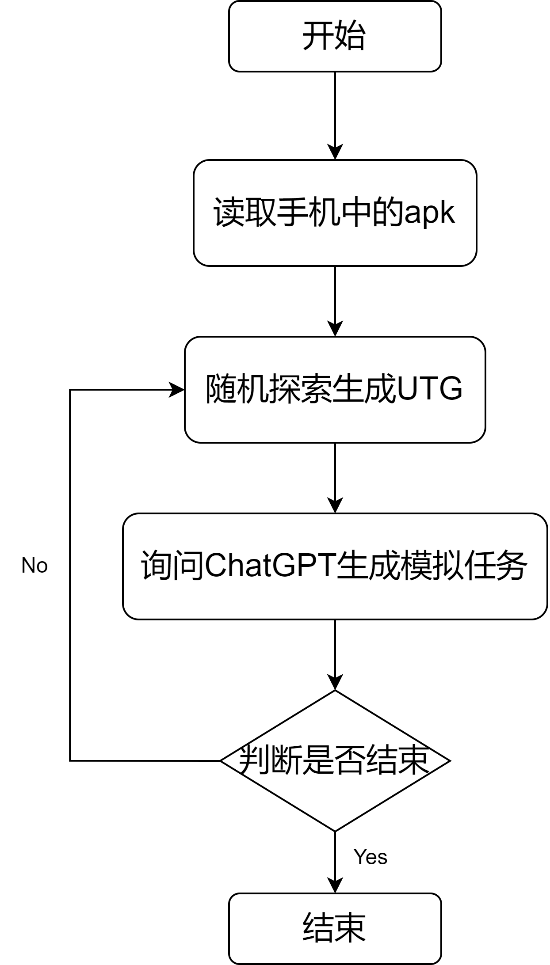 开始
读取手机中的apk
随机探索生成UTG
询问ChatGPT生成模拟任务
No
判断是否结束
Yes
结束